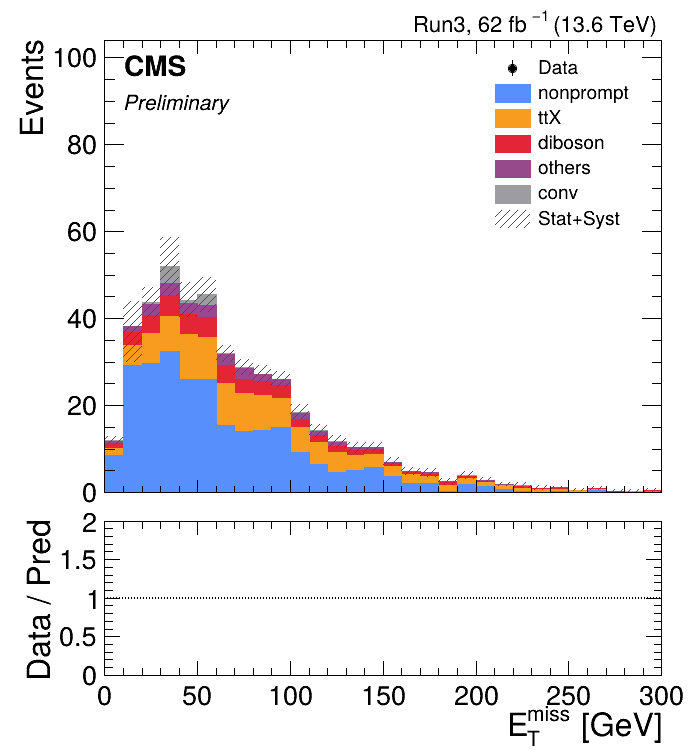 Run3, 62 fb⁻¹ (13.6 TeV)
CMS
Preliminary
Events
100
80
60
40
20
0
Data
nonprompt
ttX
diboson
others
conv
Stat+Syst
Data / Pred
2
1.5
1
0.5
0
0 50 100 150 200 250 300
E_T^miss [GeV]